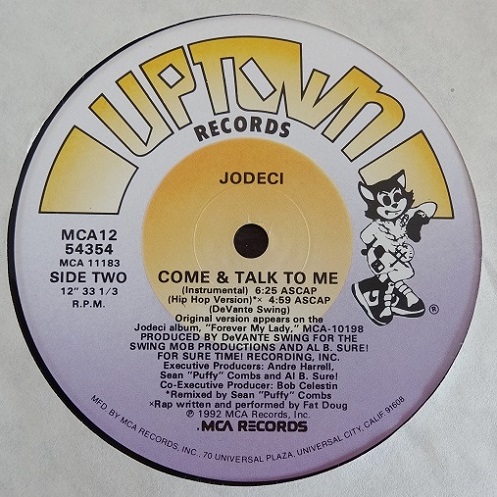 UPTOWN
RECORDS
JODECI
MCA12
54354
MCA 11183
SIDE TWO
12" 33 1/3
R.P.M.
COME & TALK TO ME
(Instrumental) 6:25 ASCAP
(Hip Hop Version)*× 4:59 ASCAP
(DeVante Swing)
Original version appears on the
Jodeci album, "Forever My Lady," MCA-10198
PRODUCED BY DeVANTE SWING FOR THE
SWING MOB PRODUCTIONS AND AL B. SURE!
FOR SURE TIME! RECORDING, INC.
Executive Producers: Andre Harrell,
Sean "Puffy" Combs and Al B. Sure!
Co-Executive Producer: Bob Celestin
*Remixed by Sean "Puffy" Combs
×Rap written and performed by Fat Doug
℗ 1992 MCA Records, Inc.
.MCA RECORDS
MFD. BY MCA RECORDS, INC., 70 UNIVERSAL PLAZA, UNIVERSAL CITY, CALIF. 91608
U
®